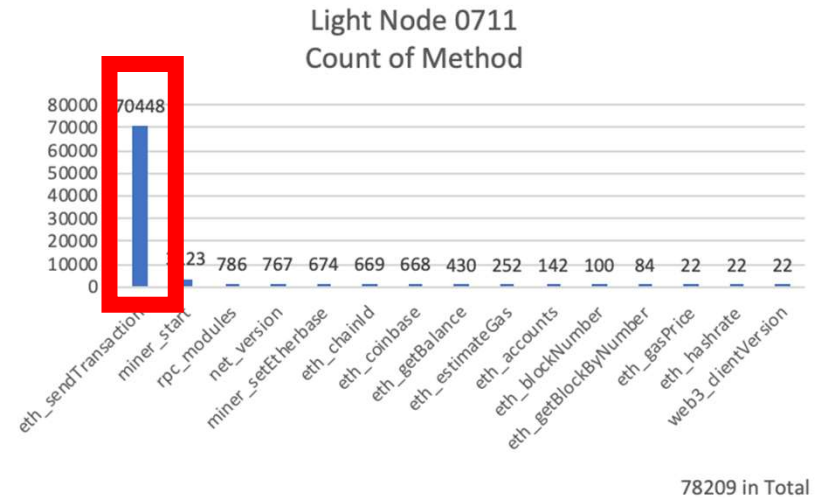 Light Node 0711
Count of Method
80000
70000
60000
50000
40000
30000
20000
10000
0
70448
3123
786
767
674
669
668
430
252
142
100
84
22
22
22
eth_sendTransaction
miner_start
rpc_modules
net_version
miner_setEtherbase
eth_chainId
eth_coinbase
eth_getBalance
eth_estimateGas
eth_accounts
eth_blockNumber
eth_getBlockByNumber
eth_gasPrice
eth_hashrate
web3_clientVersion
78209 in Total